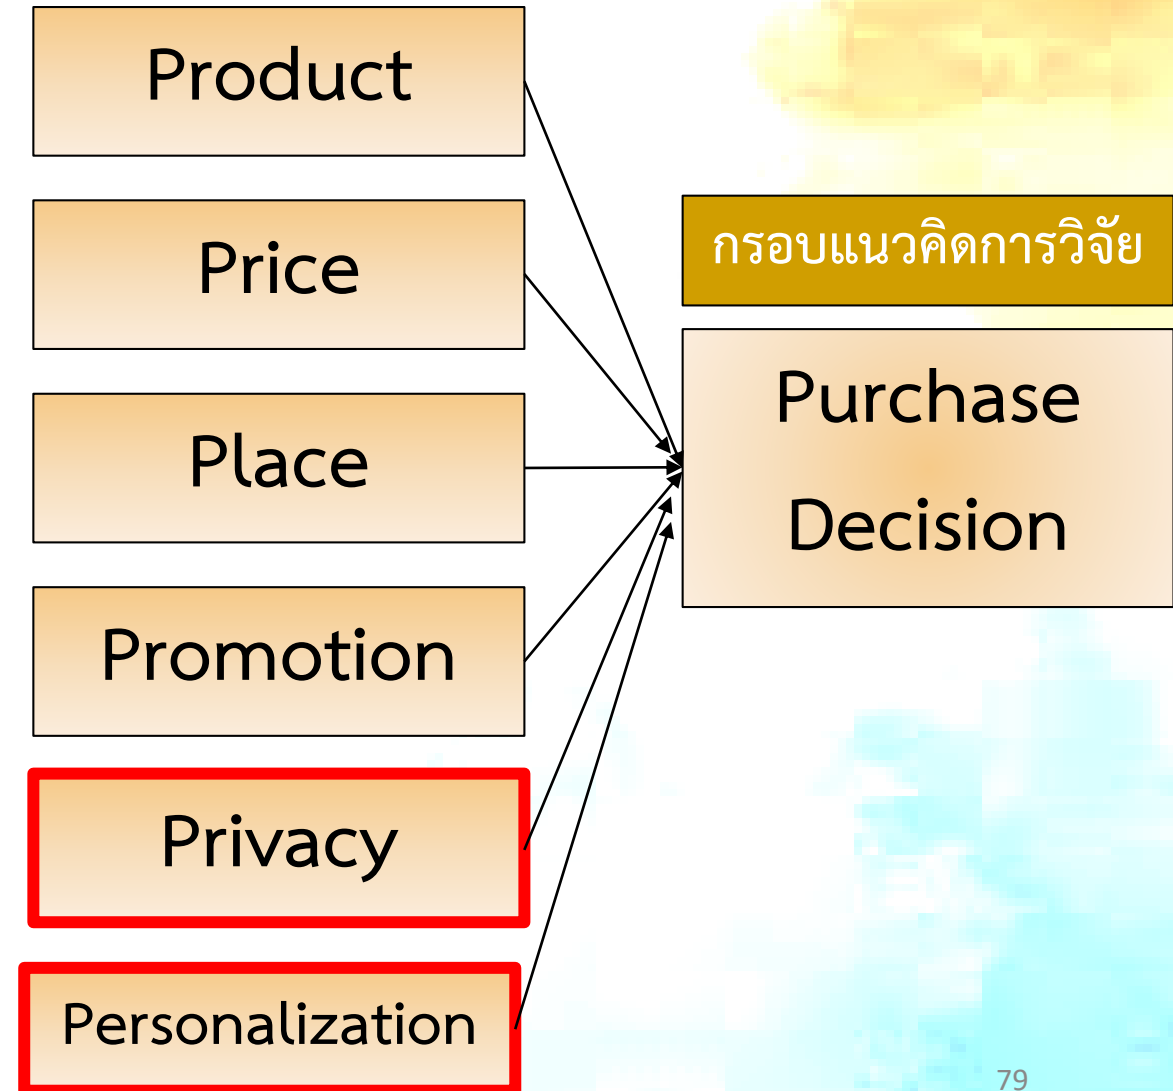 Product
Price
Place
Promotion
Privacy
Personalization
กรอบแนวคิดการวิจัย
Purchase
Decision
79